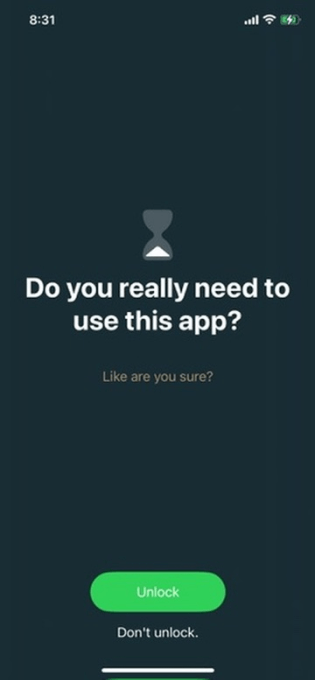 8:31
Do you really need to
use this app?
Like are you sure?
Unlock
Don't unlock.